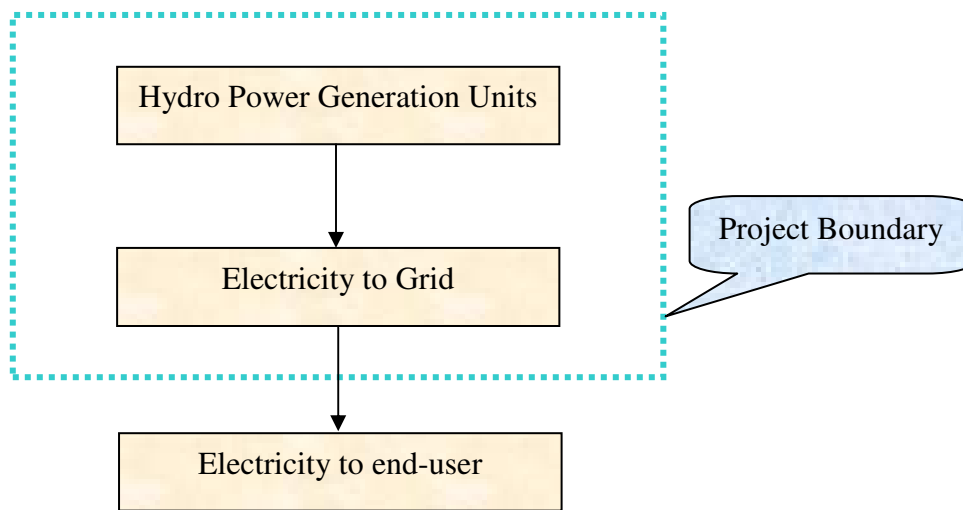 Hydro Power Generation Units
Project Boundary
Electricity to Grid
Electricity to end-user